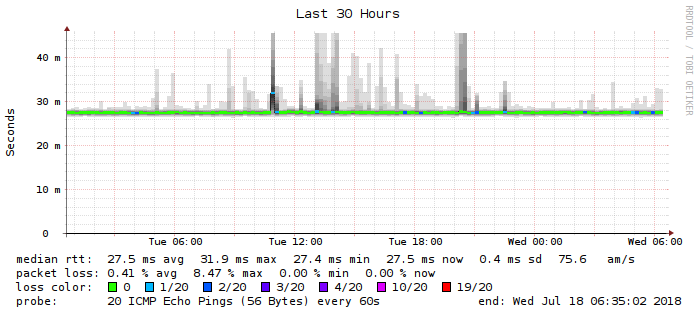 Last 30 Hours
RRDTOOL / TOBI OETIKER
Seconds
40 m
30 m
20 m
10 m
0
Tue 06:00 Tue 12:00 Tue 18:00 Wed 00:00 Wed 06:00
median rtt: 27.5 ms avg 31.9 ms max 27.4 ms min 27.5 ms now 0.4 ms sd 75.6 am/s
packet loss: 0.41 % avg 8.47 % max 0.00 % min 0.00 % now
loss color: 0 1/20 2/20 3/20 4/20 10/20 19/20
probe: 20 ICMP Echo Pings (56 Bytes) every 60s end: Wed Jul 18 06:35:02 2018